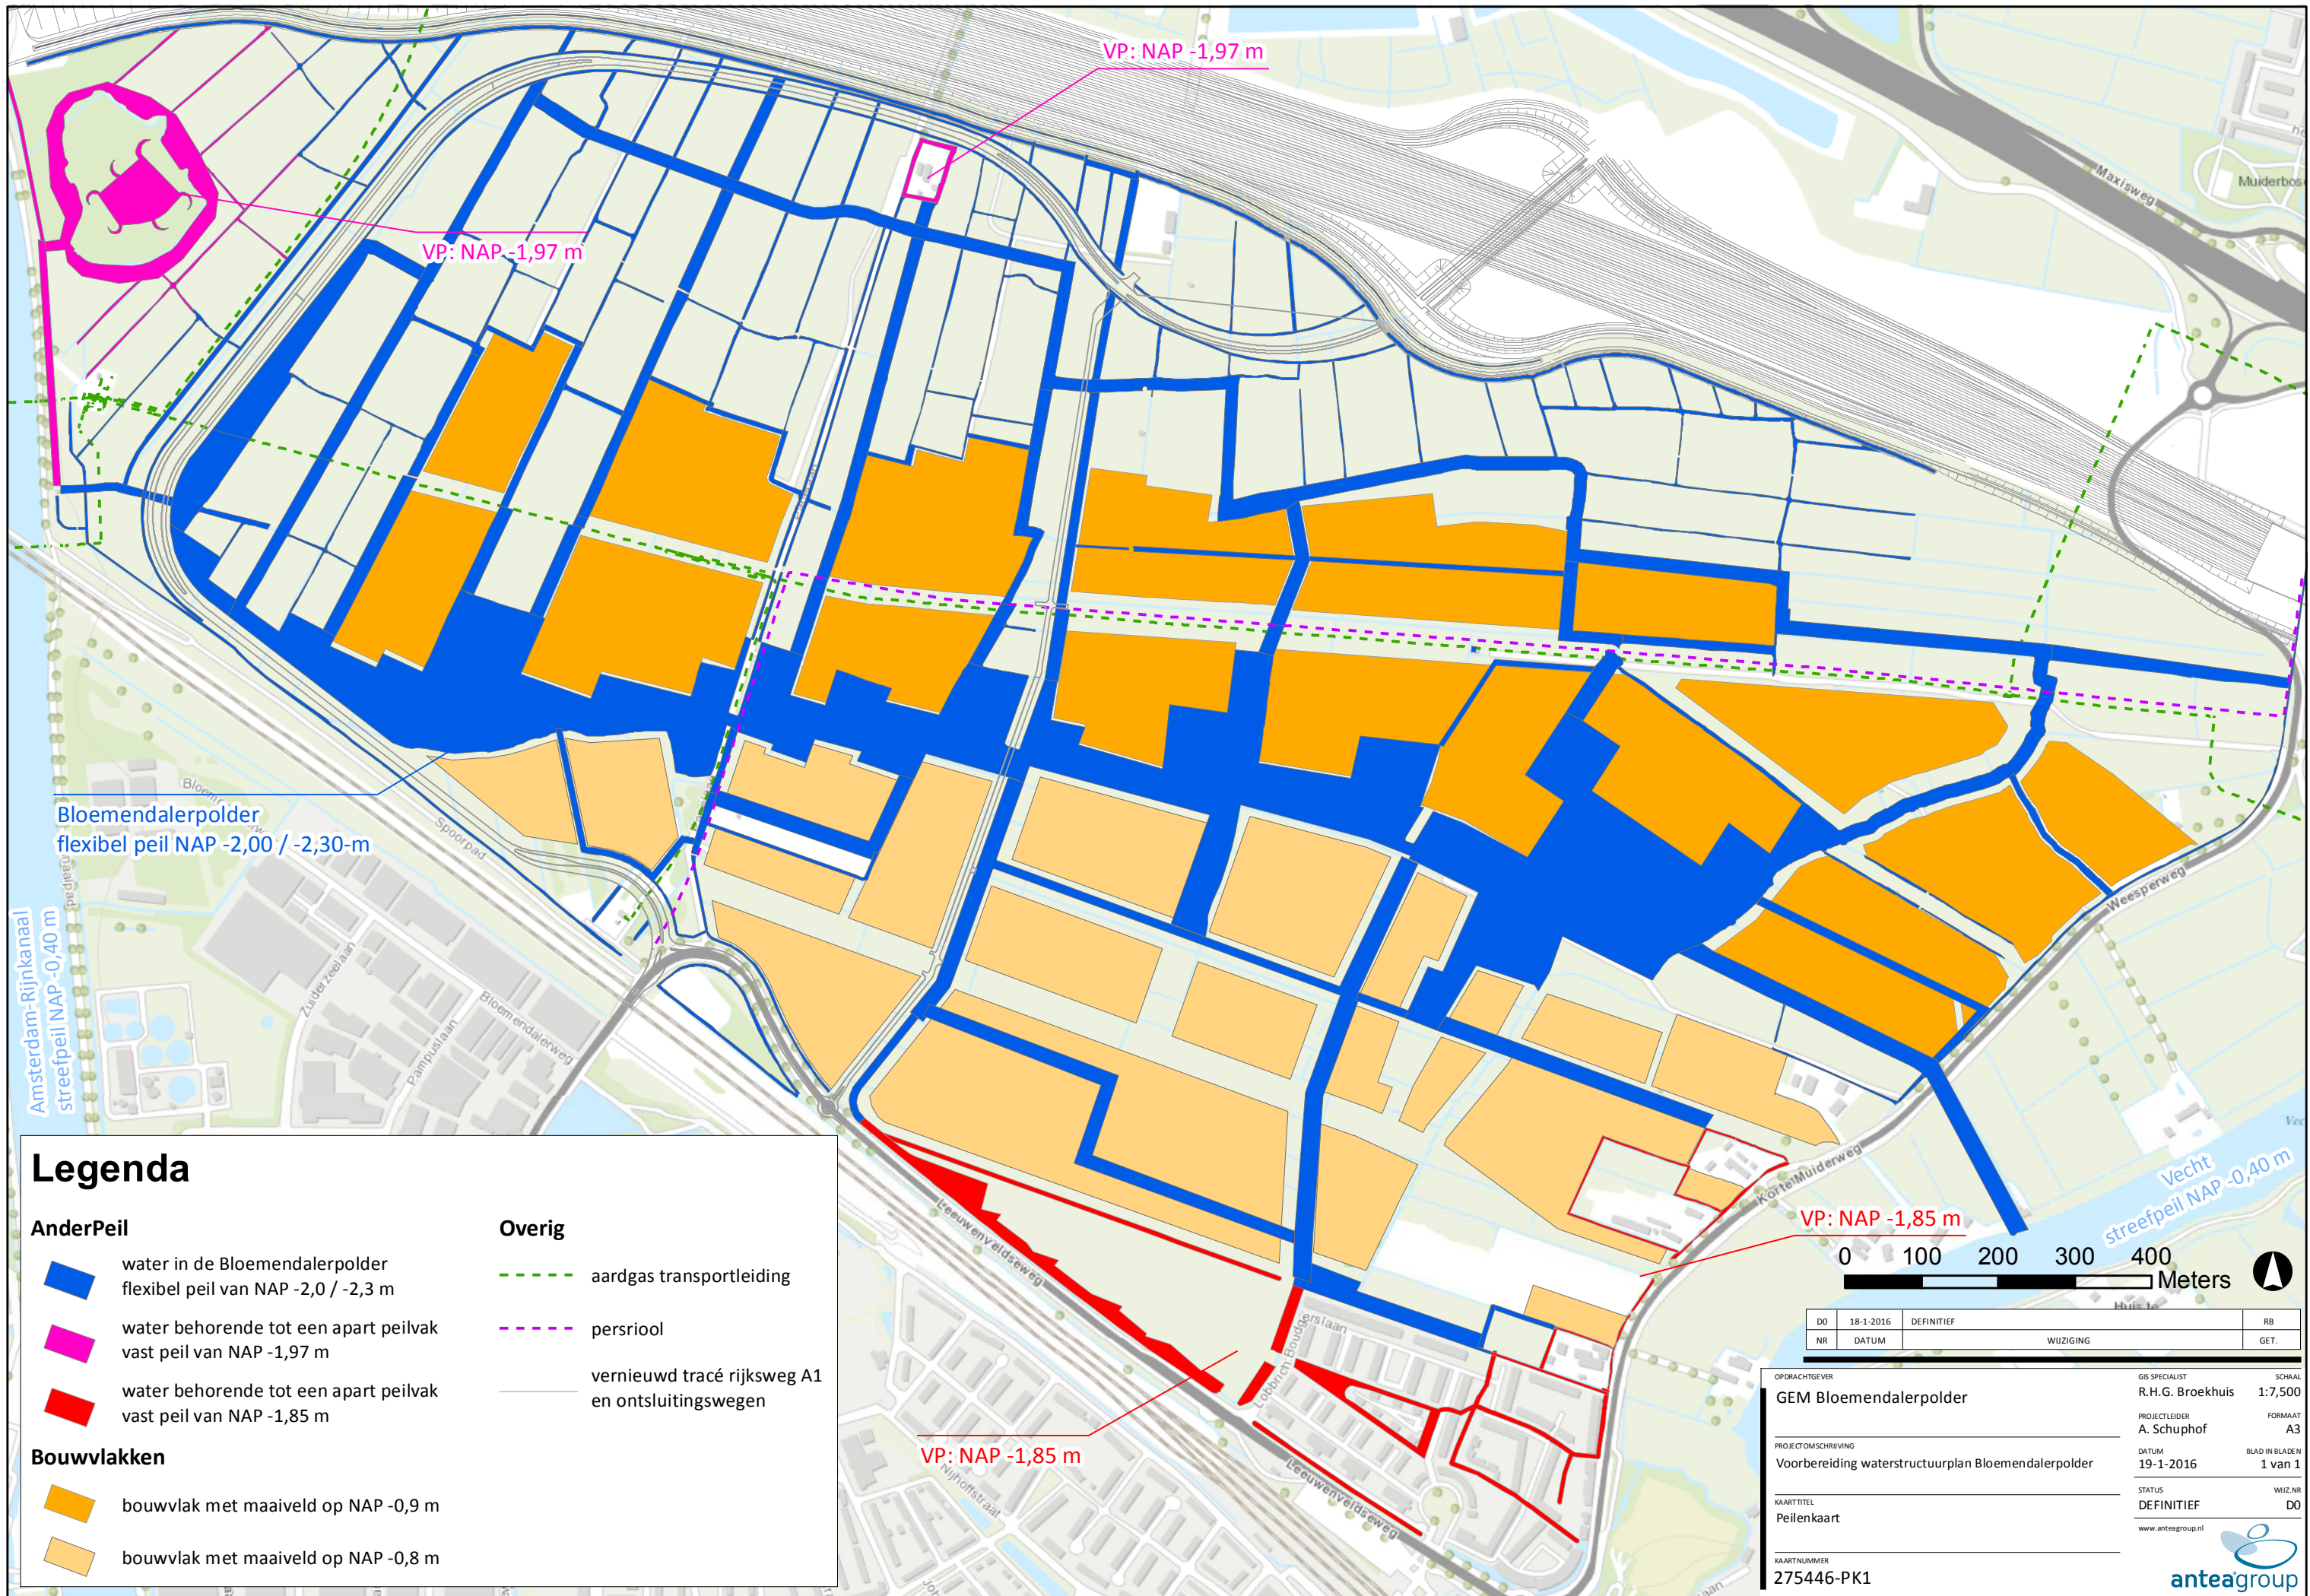 VP: NAP -1,97 m
Maxisweg
Muiderbos
VP: NAP -1,97 m
Bloemendalerpolder
flexibel peil NAP -2,00 / -2,30-m
Spoorpad
Amsterdam-Rijnkanaal
streefpeil NAP -0,40 m
Zuiderzeelaan
Pampuslaan
Bloemendalerweg
Weesperweg
Korte Muiderweg
Vecht
streefpeil NAP -0,40 m
VP: NAP -1,85 m
Leeuwenveldseweg
VP: NAP -1,85 m
Leeuwenveldseweg
Nijhoffstraat
Huis te
0 100 200 300 400
Meters
Legenda
AnderPeil
water in de Bloemendalerpolder
flexibel peil van NAP -2,0 / -2,3 m
water behorende tot een apart peilvak
vast peil van NAP -1,97 m
water behorende tot een apart peilvak
vast peil van NAP -1,85 m
Bouwvlakken
bouwvlak met maaiveld op NAP -0,9 m
bouwvlak met maaiveld op NAP -0,8 m
Overig
aardgas transportleiding
persriool
vernieuwd tracé rijksweg A1
en ontsluitingswegen
D0 18-1-2016 DEFINITIEF RB
NR DATUM WIJZIGING GET.
OPDRACHTGEVER
GEM Bloemendalerpolder
PROJECTOMSCHRIJVING
Voorbereiding waterstructuurplan Bloemendalerpolder
KAARTTITEL
Peilenkaart
KAARTNUMMER
275446-PK1
GIS SPECIALIST SCHAAL
R.H.G. Broekhuis 1:7,500
PROJECTLEIDER FORMAAT
A. Schuphof A3
DATUM BLAD IN BLADEN
19-1-2016 1 van 1
STATUS WIJZ.NR
DEFINITIEF D0
www.anteagroup.nl
anteagroup